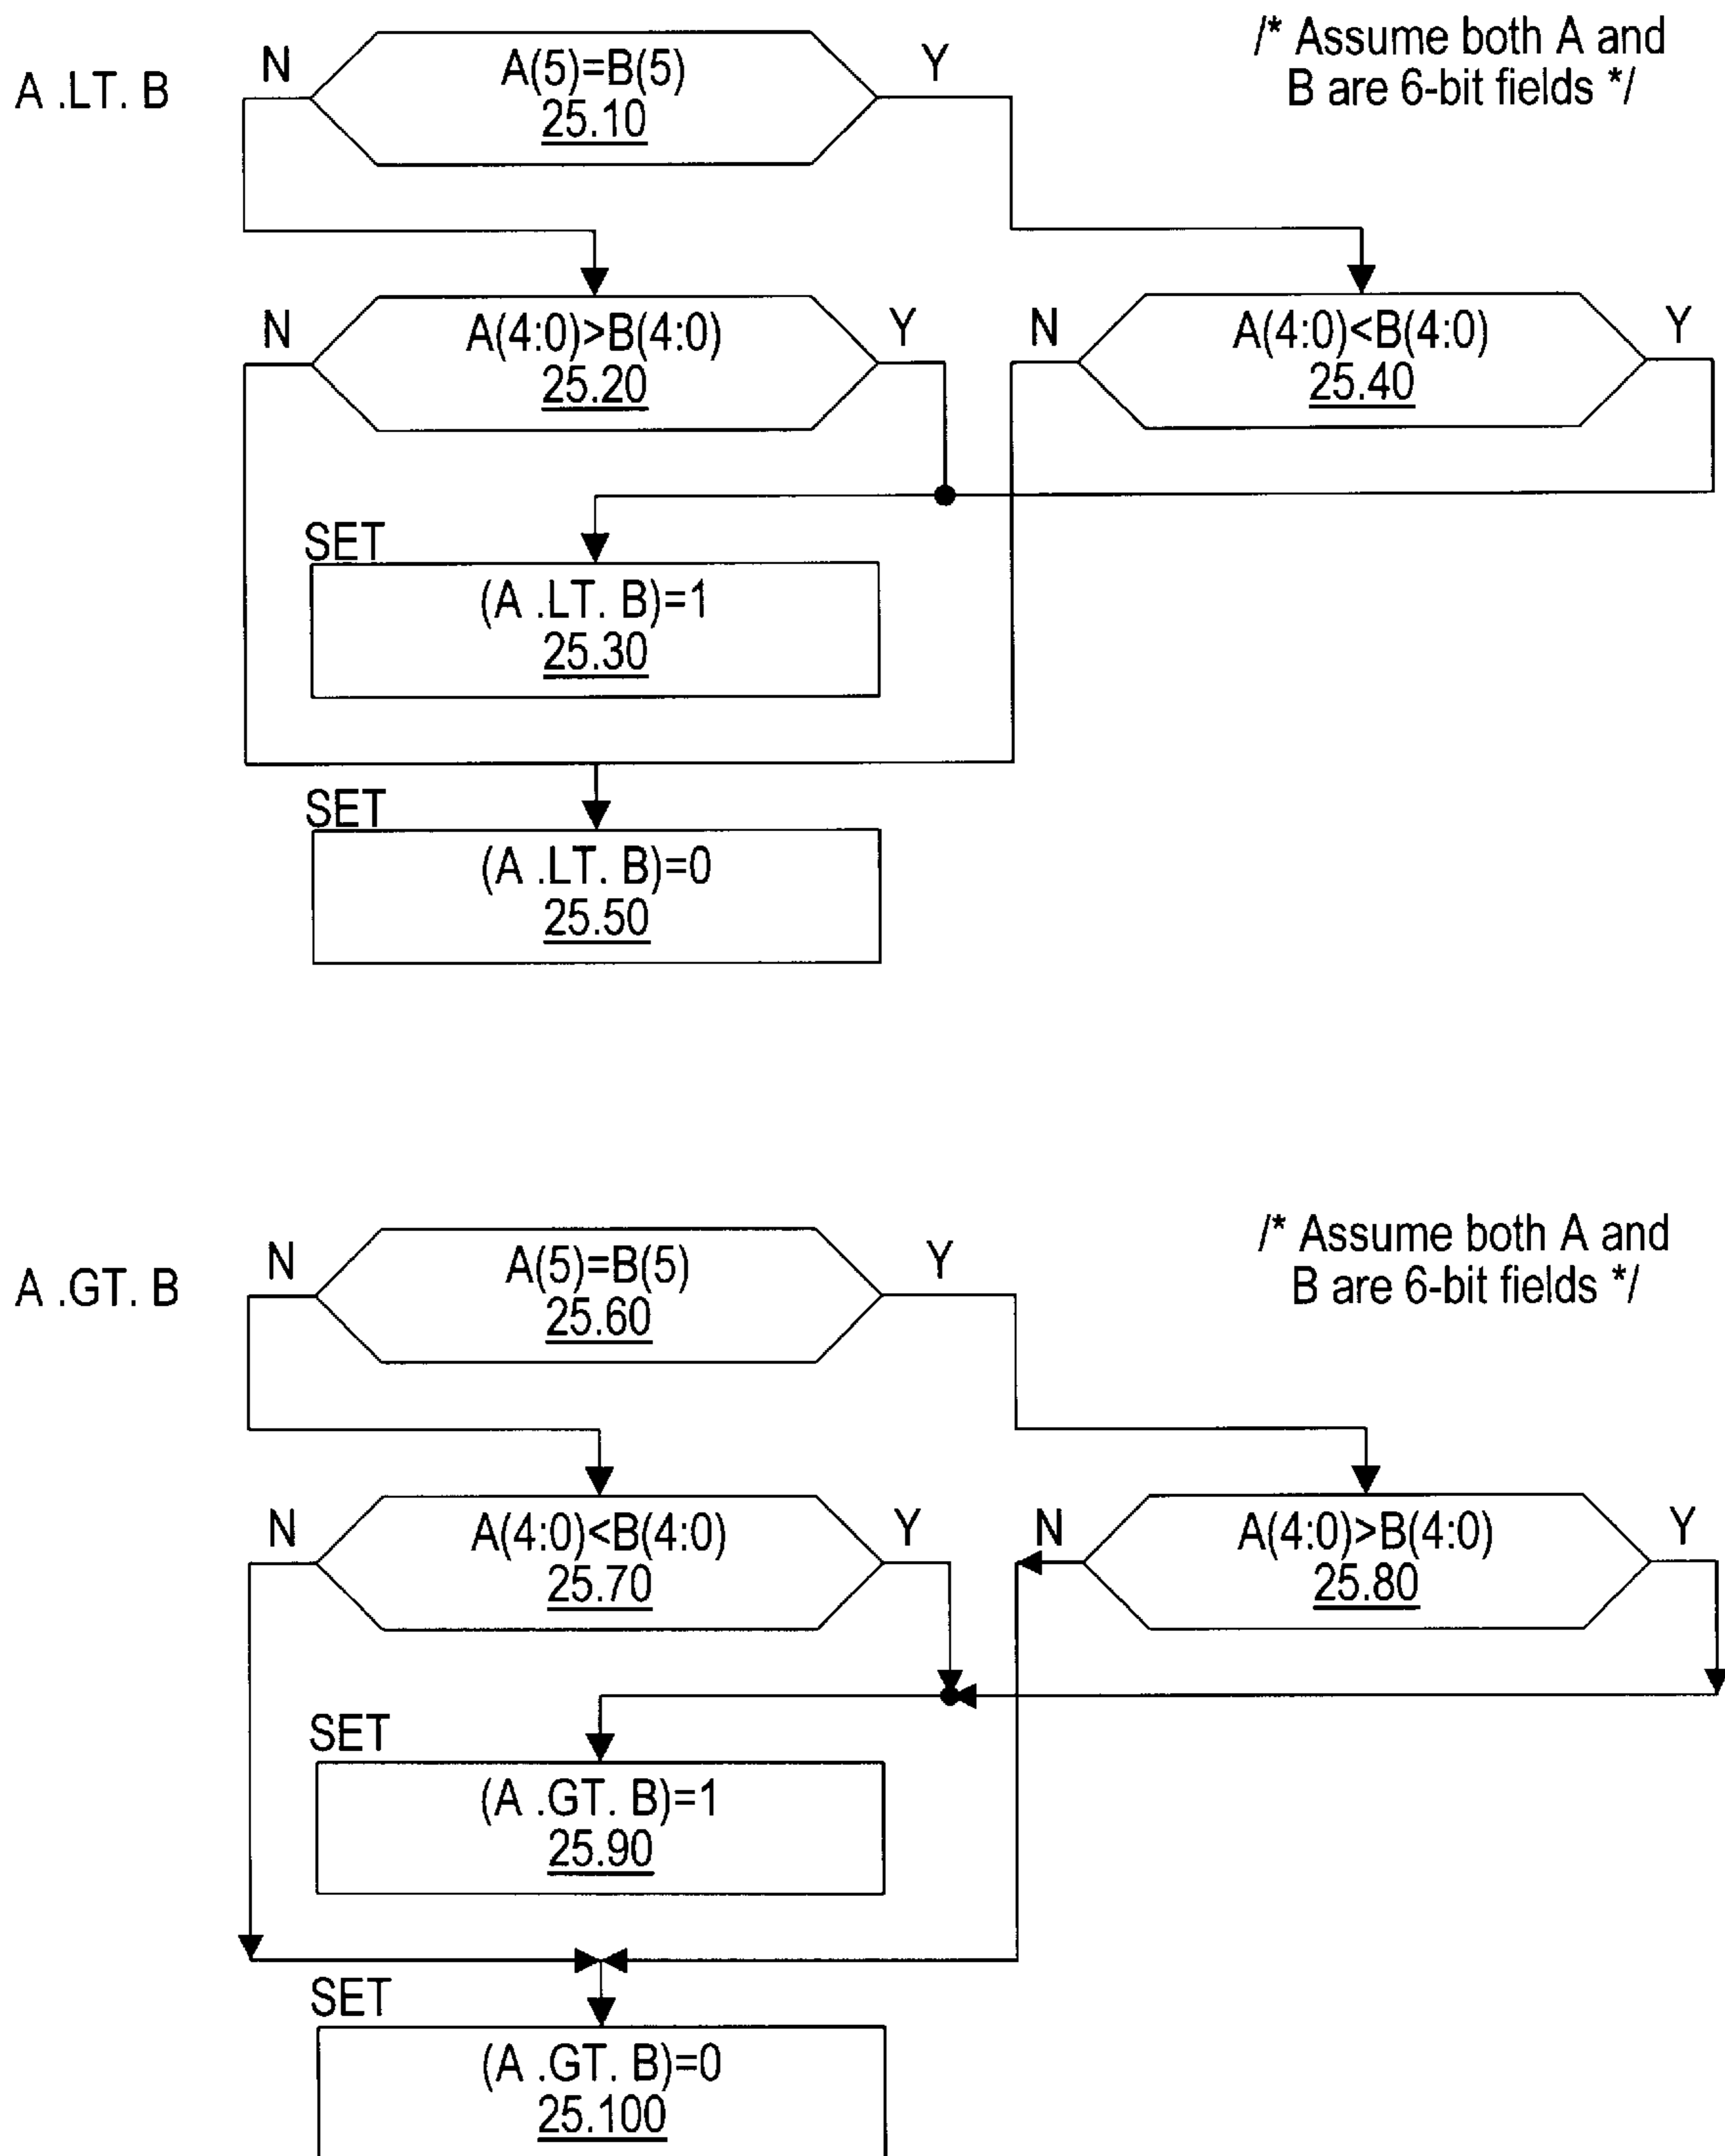 /* Assume both A and
B are 6-bit fields */
A .LT. B
N
A(5)=B(5)
25.10
Y
N
A(4:0)>B(4:0)
25.20
Y
N
A(4:0)<B(4:0)
25.40
Y
SET
(A .LT. B)=1
25.30
SET
(A .LT. B)=0
25.50
/* Assume both A and
B are 6-bit fields */
A .GT. B
N
A(5)=B(5)
25.60
Y
N
A(4:0)<B(4:0)
25.70
Y
N
A(4:0)>B(4:0)
25.80
Y
SET
(A .GT. B)=1
25.90
SET
(A .GT. B)=0
25.100